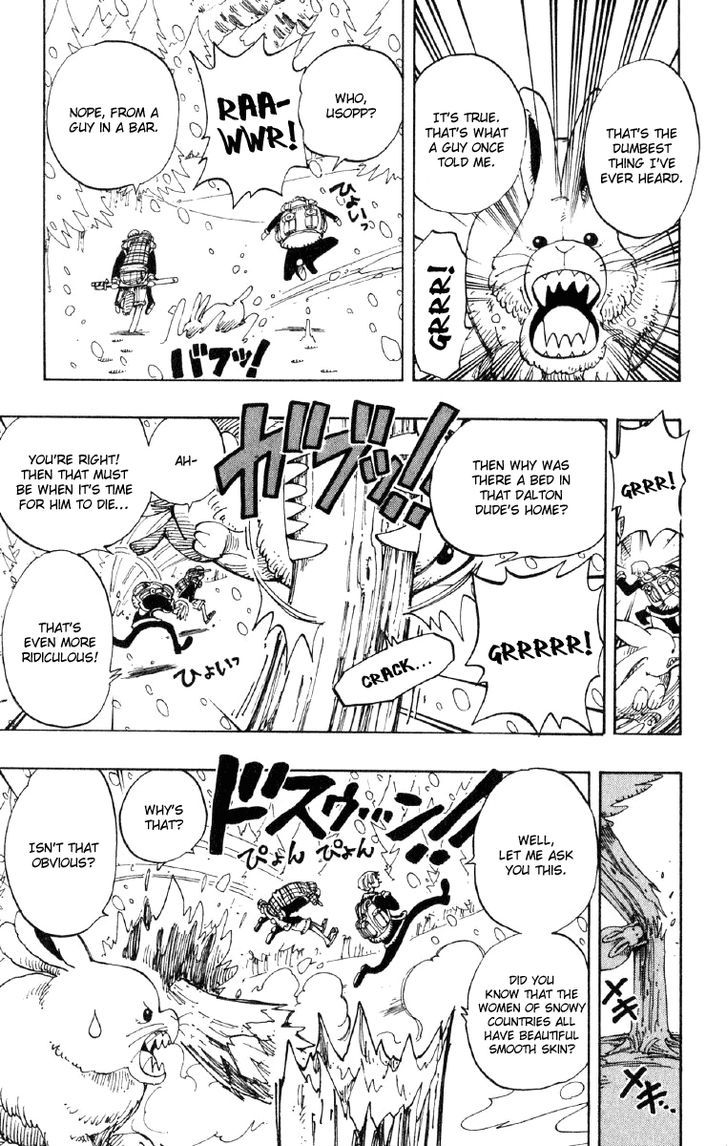 THAT'S THE
DUMBEST
THING I'VE
EVER HEARD.
IT'S TRUE.
THAT'S WHAT
A GUY ONCE
TOLD ME.
GRRR!
WHO,
USOPP?
RAA-
WWR!
NOPE, FROM A
GUY IN A BAR.
ひょいっ
バフッ!
GRRR!
THEN WHY WAS
THERE A BED IN
THAT DALTON
DUDE'S HOME?
GRRRRR!
ガブッ!!
CRACK...
AH-
YOU'RE RIGHT!
THEN THAT MUST
BE WHEN IT'S TIME
FOR HIM TO DIE...
THAT'S
EVEN MORE
RIDICULOUS!
ひょいっ
メキメキ...
WELL,
LET ME ASK
YOU THIS.
DID YOU
KNOW THAT THE
WOMEN OF SNOWY
COUNTRIES ALL
HAVE BEAUTIFUL
SMOOTH SKIN?
ドスゥゥン!!
ぴょん ぴょん
WHY'S
THAT?
ISN'T THAT
OBVIOUS?